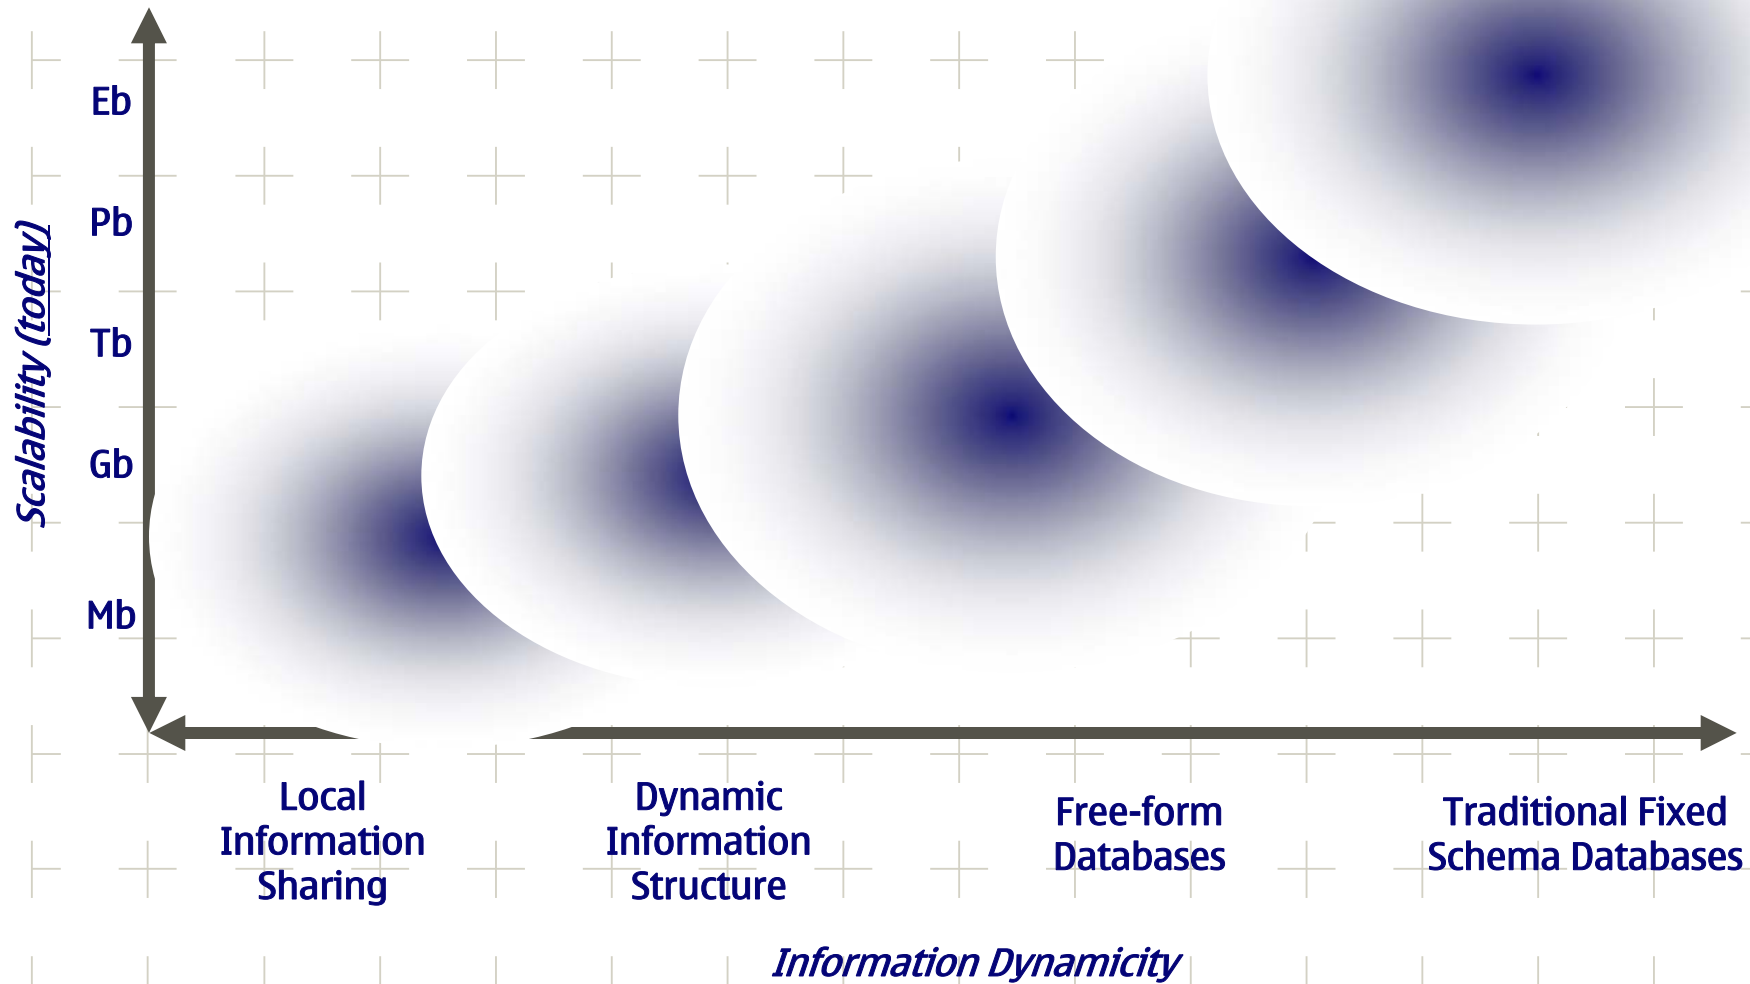 Eb
Pb
Tb
Gb
Mb
Scalability (today)
Local
Information
Sharing
Dynamic
Information
Structure
Free-form
Databases
Traditional Fixed
Schema Databases
Information Dynamicity